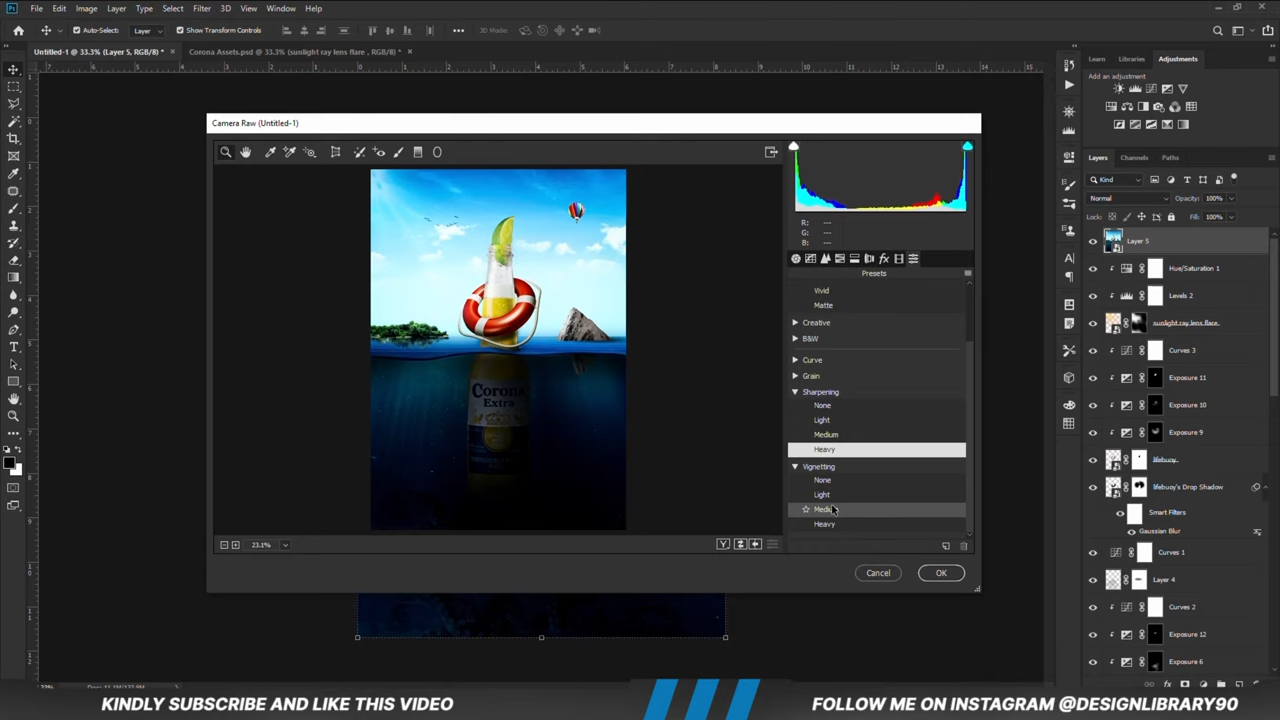 Ps File Edit Image Layer Type Select Filter 3D View Window Help
Auto-Select: Layer Show Transform Controls 3D Mode:
Untitled-1 @ 33.3% (Layer 5, RGB/8) * × Corona Assets.psd @ 33.3% (sunlight ray lens flare , RGB/8) * ×
Learn Libraries Adjustments
Add an adjustment
Camera Raw (Untitled-1)
R: ---
G: ---
B: ---
Presets
Vivid
Matte
Creative
B&W
Curve
Grain
Sharpening
None
Light
Medium
Heavy
Vignetting
None
Light
Heavy
Corona
Extra
23.1%
Y
Cancel OK
Layers Channels Paths
Kind
Normal Opacity: 100%
Lock: Fill: 100%
Layer 5
Hue/Saturation 1
Levels 2
sunlight ray lens flare
Curves 3
Exposure 11
Exposure 10
Exposure 9
lifebuoy
lifebuoy's Drop Shadow
Smart Filters
Gaussian Blur
Curves 1
Layer 4
Curves 2
Exposure 12
Exposure 6
KINDLY SUBSCRIBE AND LIKE THIS VIDEO
FOLLOW ME ON INSTAGRAM @DESIGNLIBRARY90